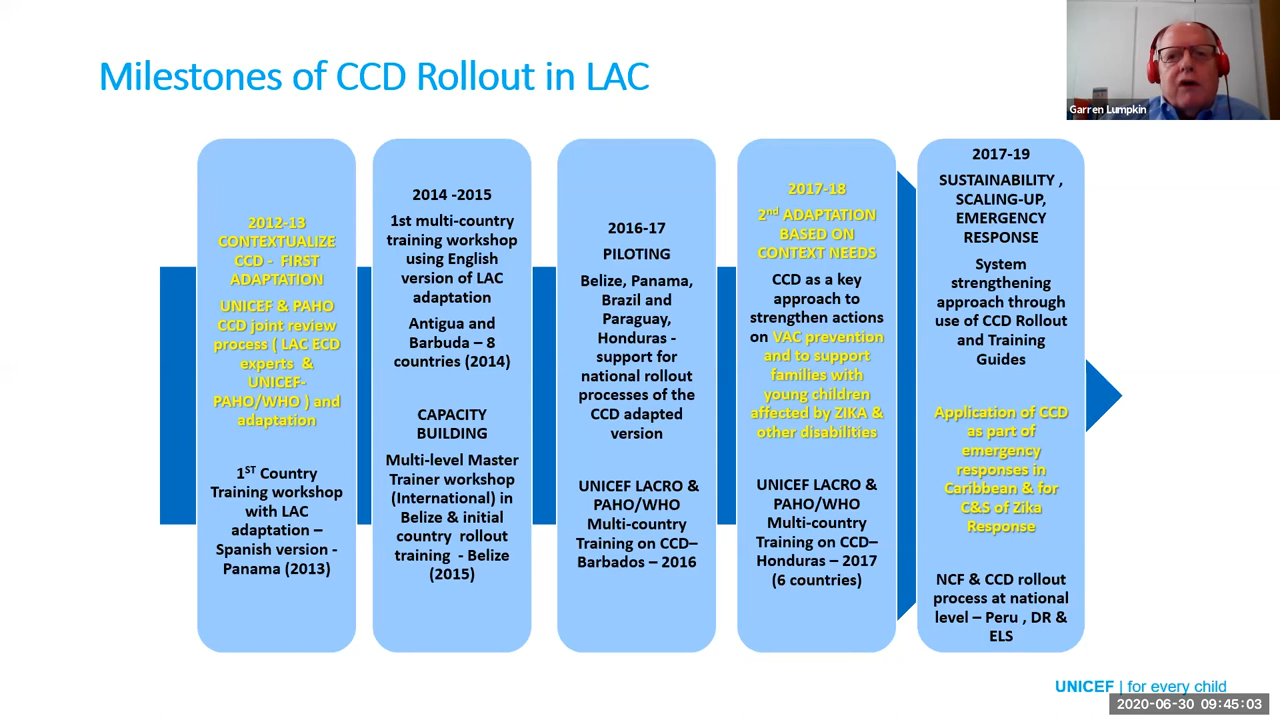 Milestones of CCD Rollout in LAC
Garren Lumpkin
2012-13
CONTEXTUALIZE
CCD - FIRST
ADAPTATION
UNICEF & PAHO
CCD joint review
process ( LAC ECD
experts &
UNICEF-
PAHO/WHO ) and
adaptation
1ST Country
Training workshop
with LAC
adaptation –
Spanish version -
Panama (2013)
2014 -2015
1st multi-country
training workshop
using English
version of LAC
adaptation
Antigua and
Barbuda – 8
countries (2014)
CAPACITY
BUILDING
Multi-level Master
Trainer workshop
(International) in
Belize & initial
country rollout
training - Belize
(2015)
2016-17
PILOTING
Belize, Panama,
Brazil and
Paraguay,
Honduras -
support for
national rollout
processes of the
CCD adapted
version
UNICEF LACRO &
PAHO/WHO
Multi-country
Training on CCD–
Barbados – 2016
2017-18
2nd ADAPTATION
BASED ON
CONTEXT NEEDS
CCD as a key
approach to
strengthen actions
on VAC prevention
and to support
families with
young children
affected by ZIKA &
other disabilities
UNICEF LACRO &
PAHO/WHO
Multi-country
Training on CCD–
Honduras – 2017
(6 countries)
2017-19
SUSTAINABILITY ,
SCALING-UP,
EMERGENCY
RESPONSE
System
strengthening
approach through
use of CCD Rollout
and Training
Guides
Application of CCD
as part of
emergency
responses in
Caribbean & for
C&S of Zika
Response
NCF & CCD rollout
process at national
level – Peru , DR &
ELS
UNICEF | for every child
2020-06-30 09:45:03